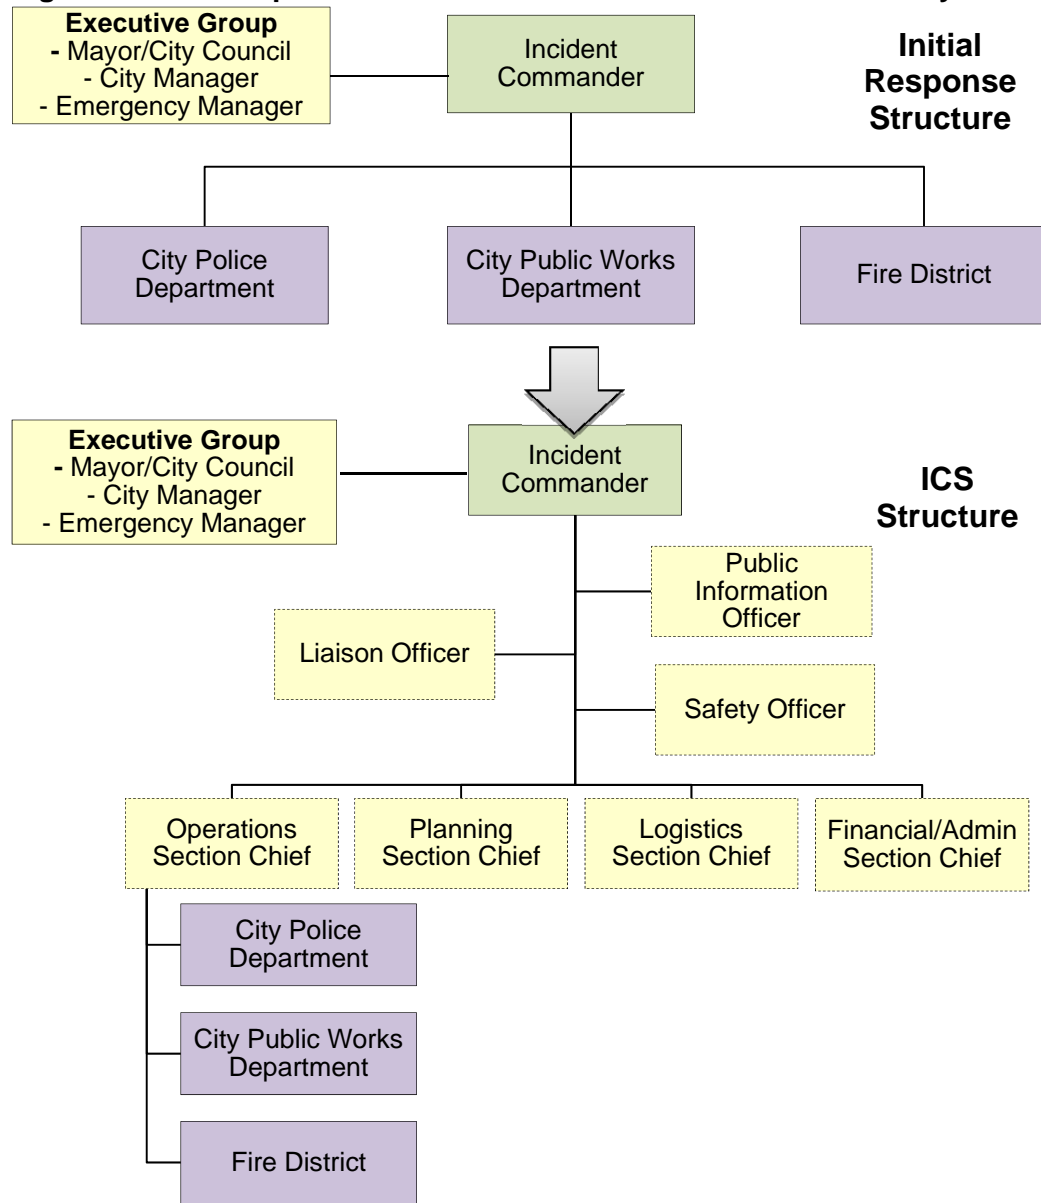 Executive Group
- Mayor/City Council
- City Manager
- Emergency Manager
Incident
Commander
Initial
Response
Structure
City Police
Department
City Public Works
Department
Fire District
Executive Group
- Mayor/City Council
- City Manager
- Emergency Manager
Incident
Commander
ICS
Structure
Public
Information
Officer
Liaison Officer
Safety Officer
Operations
Section Chief
Planning
Section Chief
Logistics
Section Chief
Financial/Admin
Section Chief
City Police
Department
City Public Works
Department
Fire District